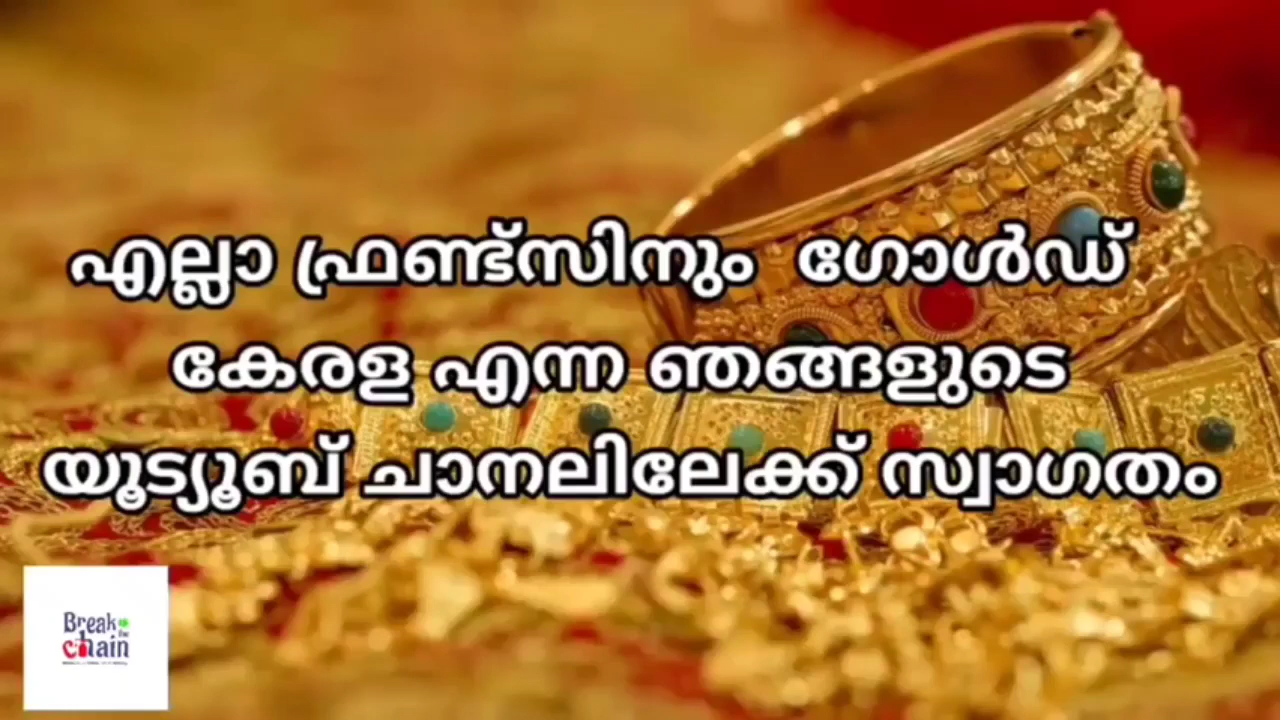 എല്ലാ ഫ്രണ്ട്സിനും ഗോൾഡ്
കേരള എന്ന ഞങ്ങളുടെ
യൂട്യൂബ് ചാനലിലേക്ക് സ്വാഗതം
Break the
Chain